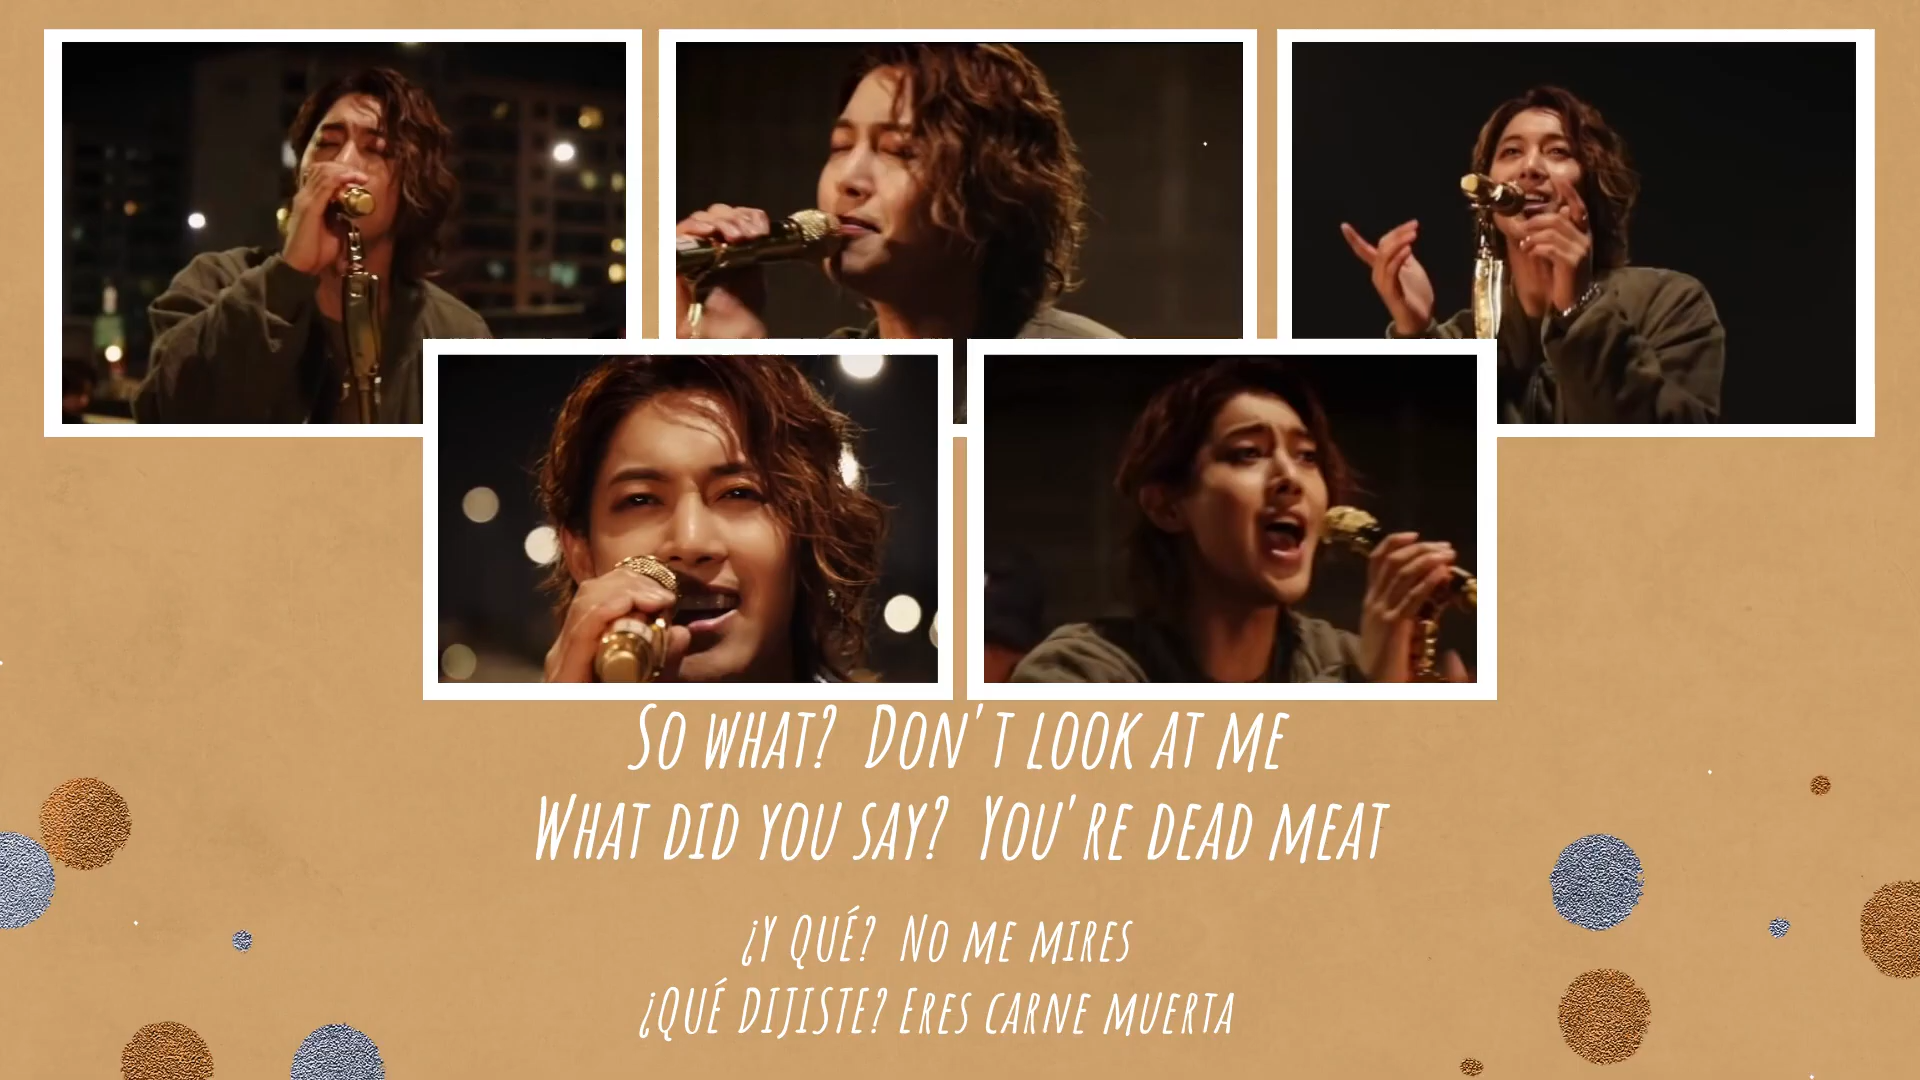 So what? Don't look at me
What did you say? You're dead meat
¿Y qué? No me mires
¿Qué dijiste? Eres carne muerta